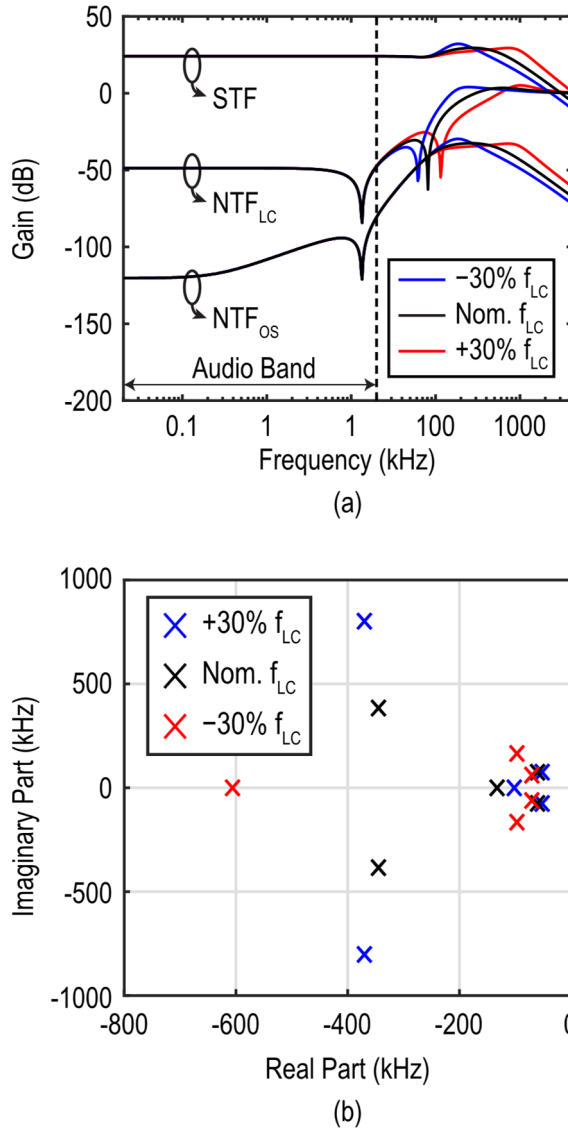 50
0
-50
-100
-150
-200
Gain (dB)
STF
NTF_LC
NTF_OS
Audio Band
−30% f_LC
Nom. f_LC
+30% f_LC
0.1 1 1 100 1000
Frequency (kHz)
(a)
1000
500
0
-500
-1000
Imaginary Part (kHz)
+30% f_LC
Nom. f_LC
−30% f_LC
-800 -600 -400 -200 0
Real Part (kHz)
(b)